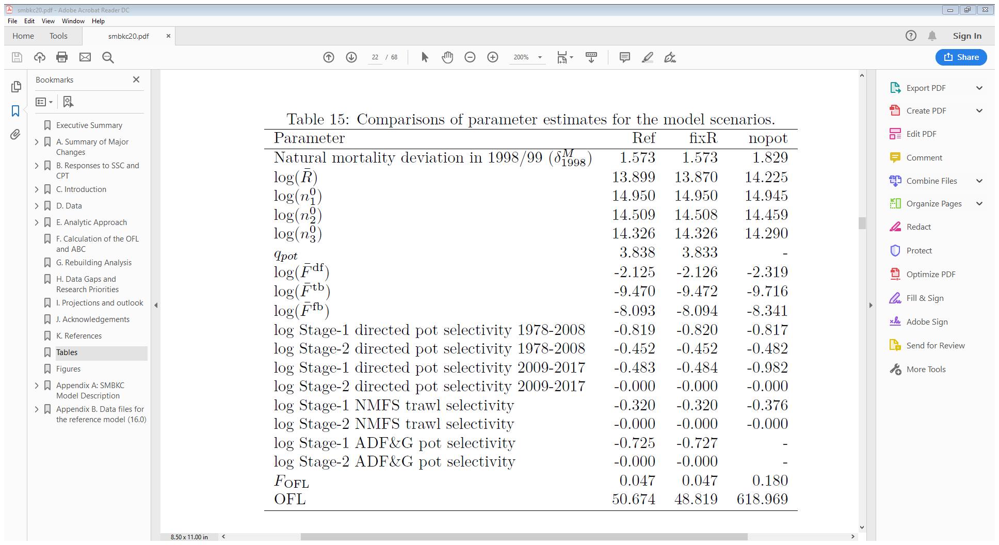 smbkc20.pdf - Adobe Acrobat Reader DC
File Edit View Window Help
Home Tools smbkc20.pdf × Sign In
22 / 68 200% Share
Bookmarks
Executive Summary
A. Summary of Major
Changes
B. Responses to SSC and
CPT
C. Introduction
D. Data
E. Analytic Approach
F. Calculation of the OFL
and ABC
G. Rebuilding Analysis
H. Data Gaps and
Research Priorities
I. Projections and outlook
J. Acknowledgements
K. References
Tables
Figures
Appendix A: SMBKC
Model Description
Appendix B. Data files for
the reference model (16.0)
Table 15: Comparisons of parameter estimates for the model scenarios.
Parameter Ref fixR nopot
Natural mortality deviation in 1998/99 (δ^M_1998) 1.573 1.573 1.829
log(R̄) 13.899 13.870 14.225
log(n^0_1) 14.950 14.950 14.945
log(n^0_2) 14.509 14.508 14.459
log(n^0_3) 14.326 14.326 14.290
q_pot 3.838 3.833 -
log(F̄^df) -2.125 -2.126 -2.319
log(F̄^tb) -9.470 -9.472 -9.716
log(F̄^fb) -8.093 -8.094 -8.341
log Stage-1 directed pot selectivity 1978-2008 -0.819 -0.820 -0.817
log Stage-2 directed pot selectivity 1978-2008 -0.452 -0.452 -0.482
log Stage-1 directed pot selectivity 2009-2017 -0.483 -0.484 -0.982
log Stage-2 directed pot selectivity 2009-2017 -0.000 -0.000 -0.000
log Stage-1 NMFS trawl selectivity -0.320 -0.320 -0.376
log Stage-2 NMFS trawl selectivity -0.000 -0.000 -0.000
log Stage-1 ADF&G pot selectivity -0.725 -0.727 -
log Stage-2 ADF&G pot selectivity -0.000 -0.000 -
F_OFL 0.047 0.047 0.180
OFL 50.674 48.819 618.969
8.50 x 11.00 in
Export PDF
Create PDF
Edit PDF
Comment
Combine Files
Organize Pages
Redact
Protect
Optimize PDF
Fill & Sign
Adobe Sign
Send for Review
More Tools